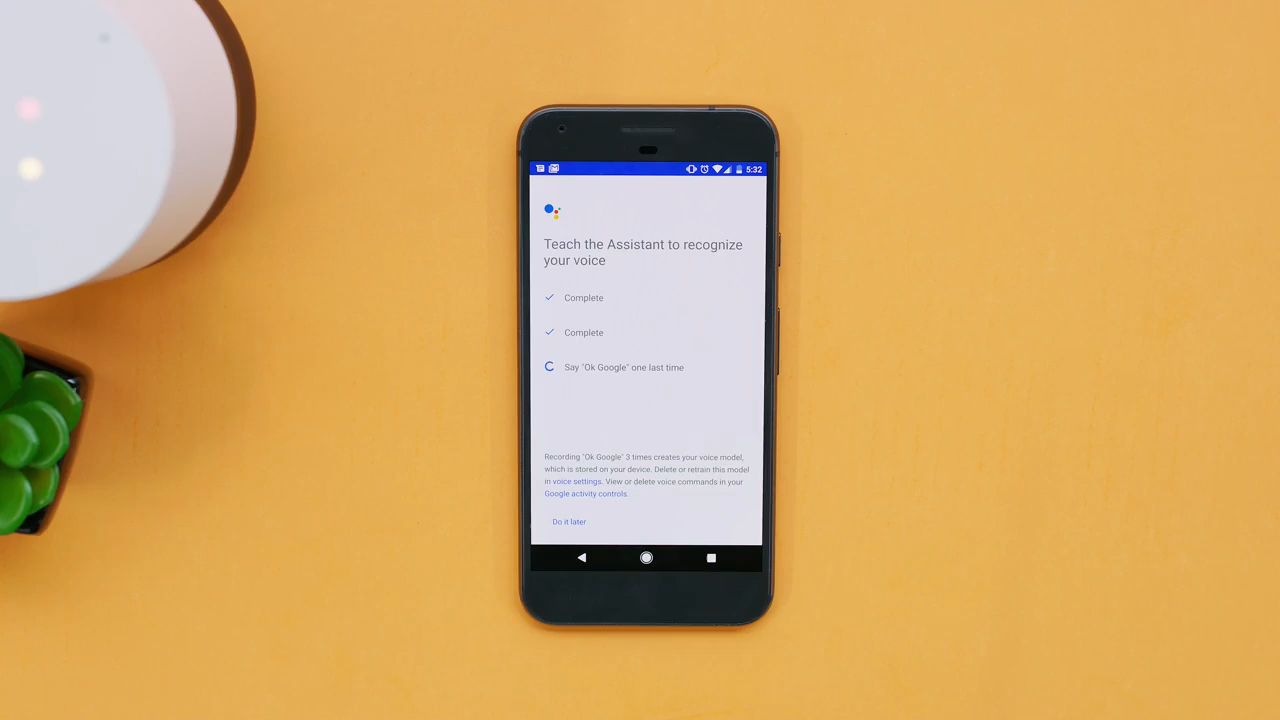 5:32
Teach the Assistant to recognize
your voice
Complete
Complete
Say "Ok Google" one last time
Recording "Ok Google" 3 times creates your voice model,
which is stored on your device. Delete or retrain this model
in voice settings. View or delete voice commands in your
Google activity controls.
Do it later